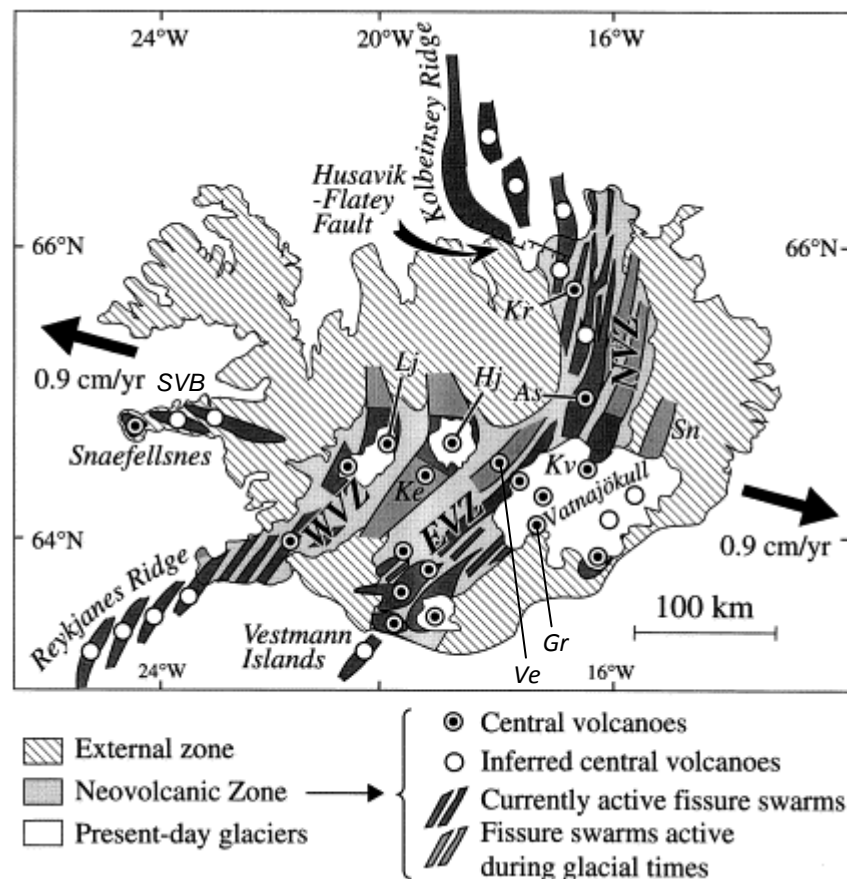 24°W
20°W
16°W
Kolbeinsey Ridge
Husavik
-Flatey
Fault
66°N
66°N
Kr
NVZ
0.9 cm/yr
SVB
Lj
Hj
As
Sn
Snaefellsnes
Ke
Kv
Vatnajökull
WVZ
EVZ
64°N
0.9 cm/yr
Reykjanes Ridge
100 km
Vestmann
Islands
Gr
Ve
24°W
16°W
External zone
Neovolcanic Zone
Present-day glaciers
Central volcanoes
Inferred central volcanoes
Currently active fissure swarms
Fissure swarms active
during glacial times